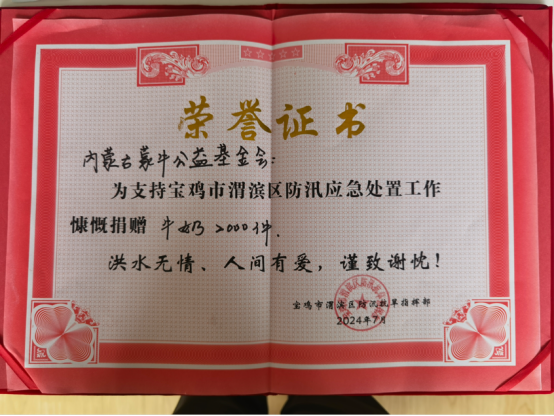 荣誉证书
内蒙古蒙牛公益基金会:
为支持宝鸡市渭滨区防汛应急处置工作
慷慨捐赠 牛奶2000件.
洪水无情、人间有爱，谨致谢忱！
宝鸡市渭滨区防汛抗旱指挥部
2024年7月